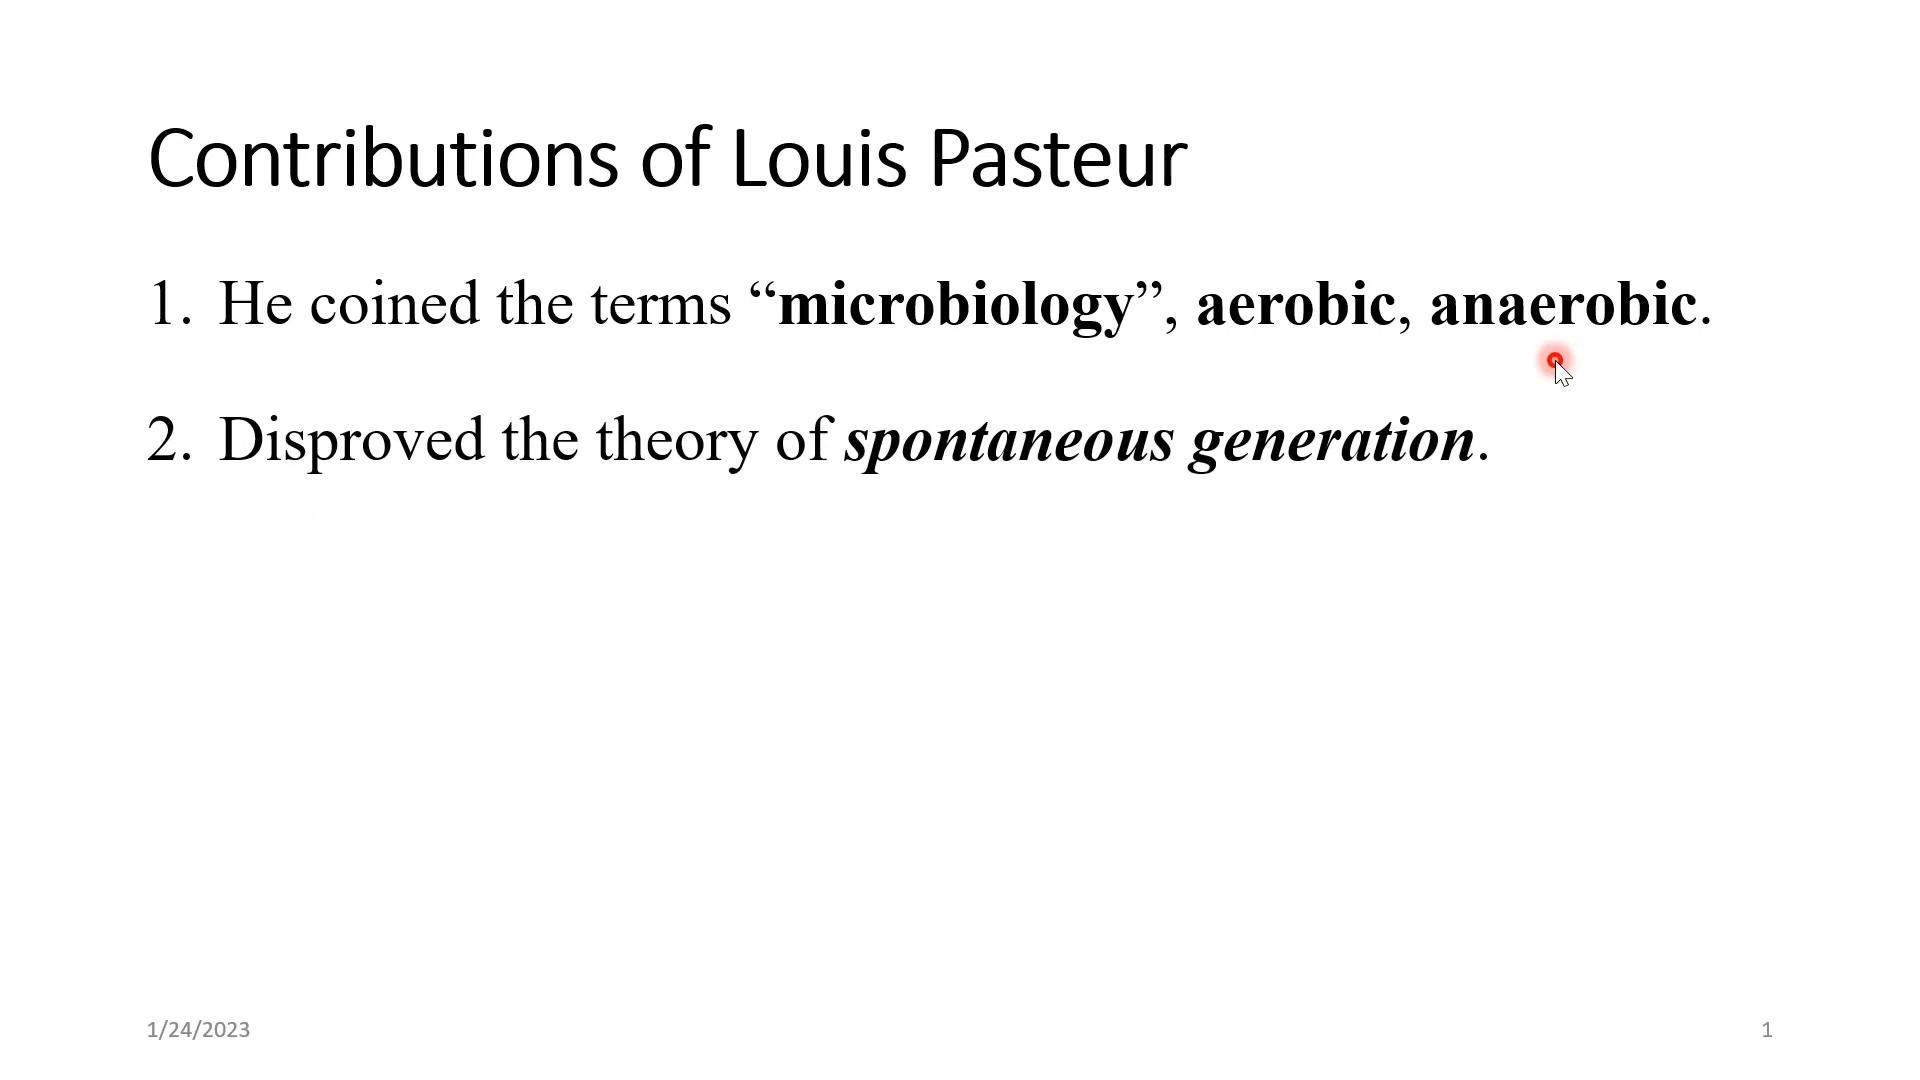 Contributions of Louis Pasteur
1. He coined the terms “microbiology”, aerobic, anaerobic.
2. Disproved the theory of spontaneous generation.
1/24/2023
1